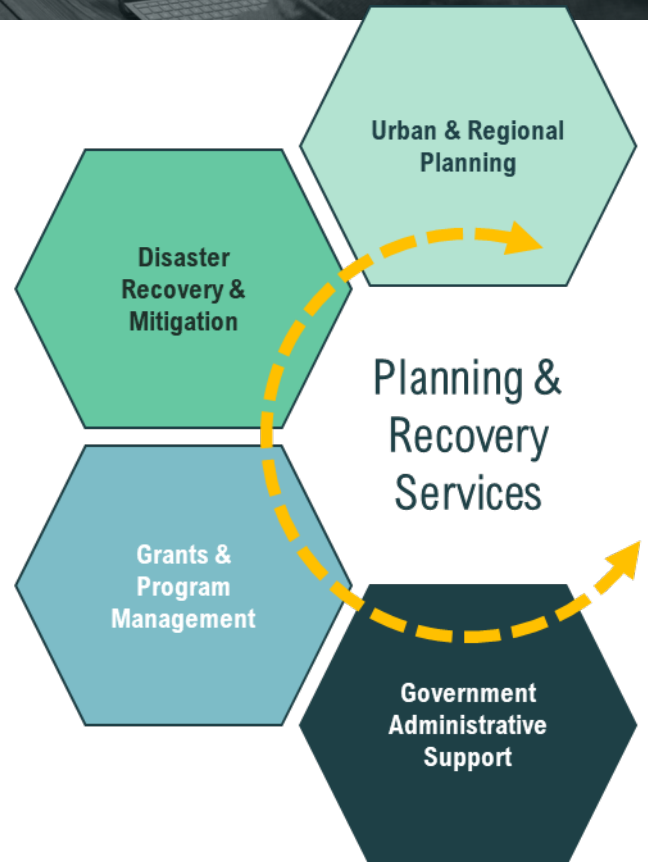 Urban & Regional
Planning
Disaster
Recovery &
Mitigation
Planning &
Recovery
Services
Grants &
Program
Management
Government
Administrative
Support